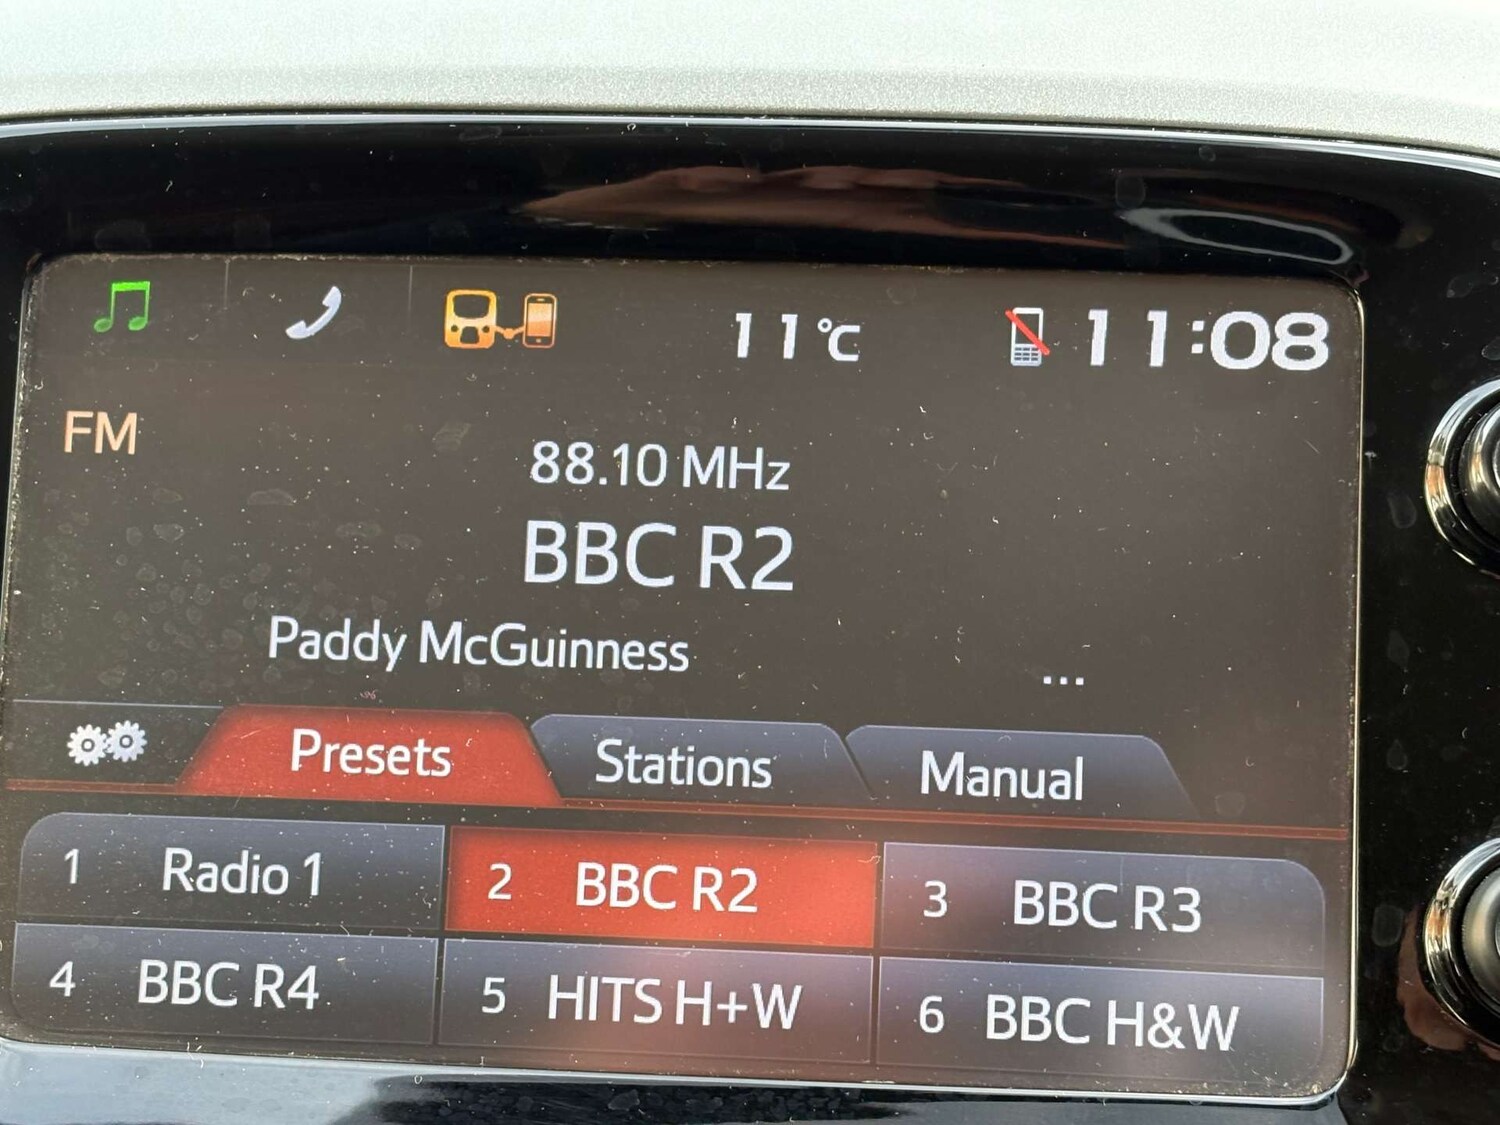 11°C 11:08
FM
88.10 MHz
BBC R2
Paddy McGuinness ...
Presets Stations Manual
1 Radio 1 2 BBC R2 3 BBC R3
4 BBC R4 5 HITS H+W 6 BBC H&W